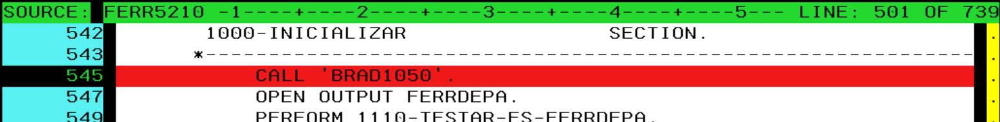 SOURCE: FERR5210 -1----+----2----+----3----+----4----+----5--- LINE: 501 OF 739
542 1000-INICIALIZAR SECTION. .
543 *------------------------------------------------------------- .
545 CALL 'BRAD1050'. .
547 OPEN OUTPUT FERRDEPA. .
549 PERFORM 1110-TESTAR-FS-FERRDEPA. .